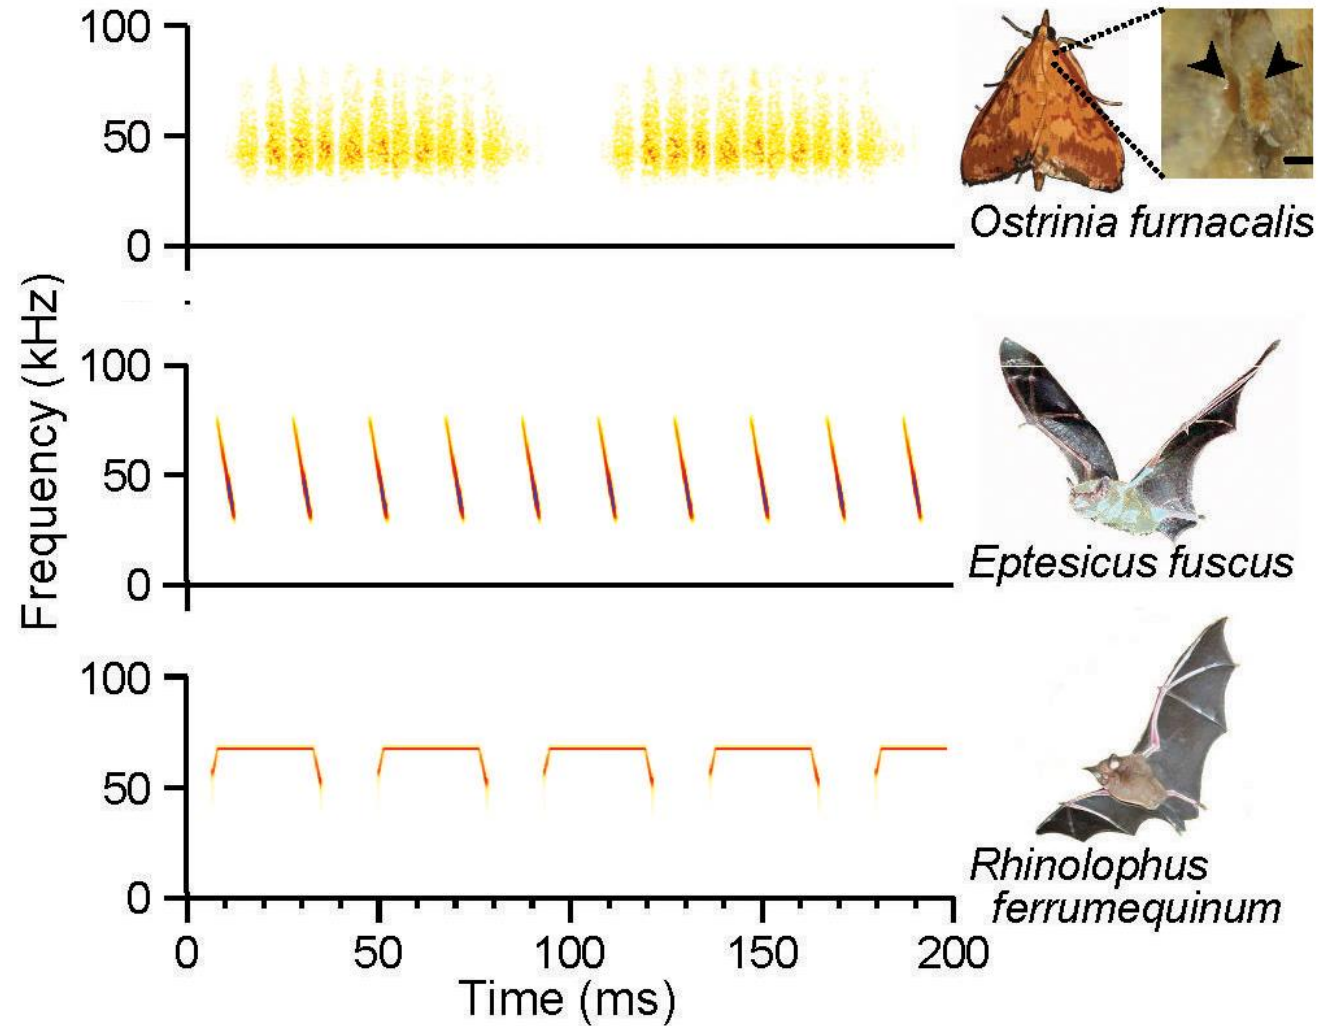 100
50
0
Ostrinia furnacalis
Frequency (kHz)
100
50
0
Eptesicus fuscus
100
50
0
Rhinolophus
ferrumequinum
0 50 100 150 200
Time (ms)